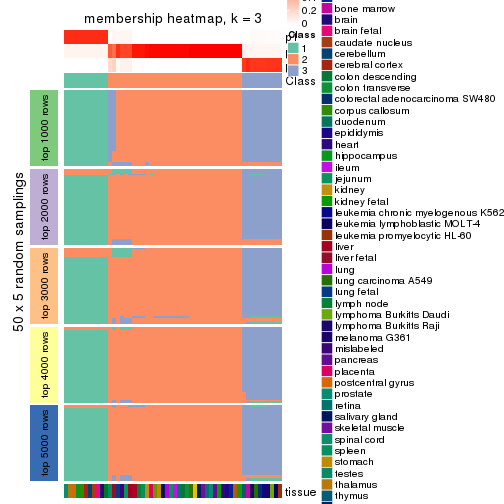 membership heatmap, k = 3
50 x 5 random samplings
top 1000 rows
top 2000 rows
top 3000 rows
top 4000 rows
top 5000 rows
tissue
Class
0.2
0
Class
1
2
3
bone marrow
brain
brain fetal
caudate nucleus
cerebellum
cerebral cortex
colon descending
colon transverse
colorectal adenocarcinoma SW480
corpus callosum
duodenum
epididymis
heart
hippocampus
ileum
jejunum
kidney
kidney fetal
leukemia chronic myelogenous K562
leukemia lymphoblastic MOLT-4
leukemia promyelocytic HL-60
liver
liver fetal
lung
lung carcinoma A549
lung fetal
lymph node
lymphoma Burkitts Daudi
lymphoma Burkitts Raji
melanoma G361
mislabeled
pancreas
placenta
postcentral gyrus
prostate
retina
salivary gland
skeletal muscle
spinal cord
spleen
stomach
testes
thalamus
thymus